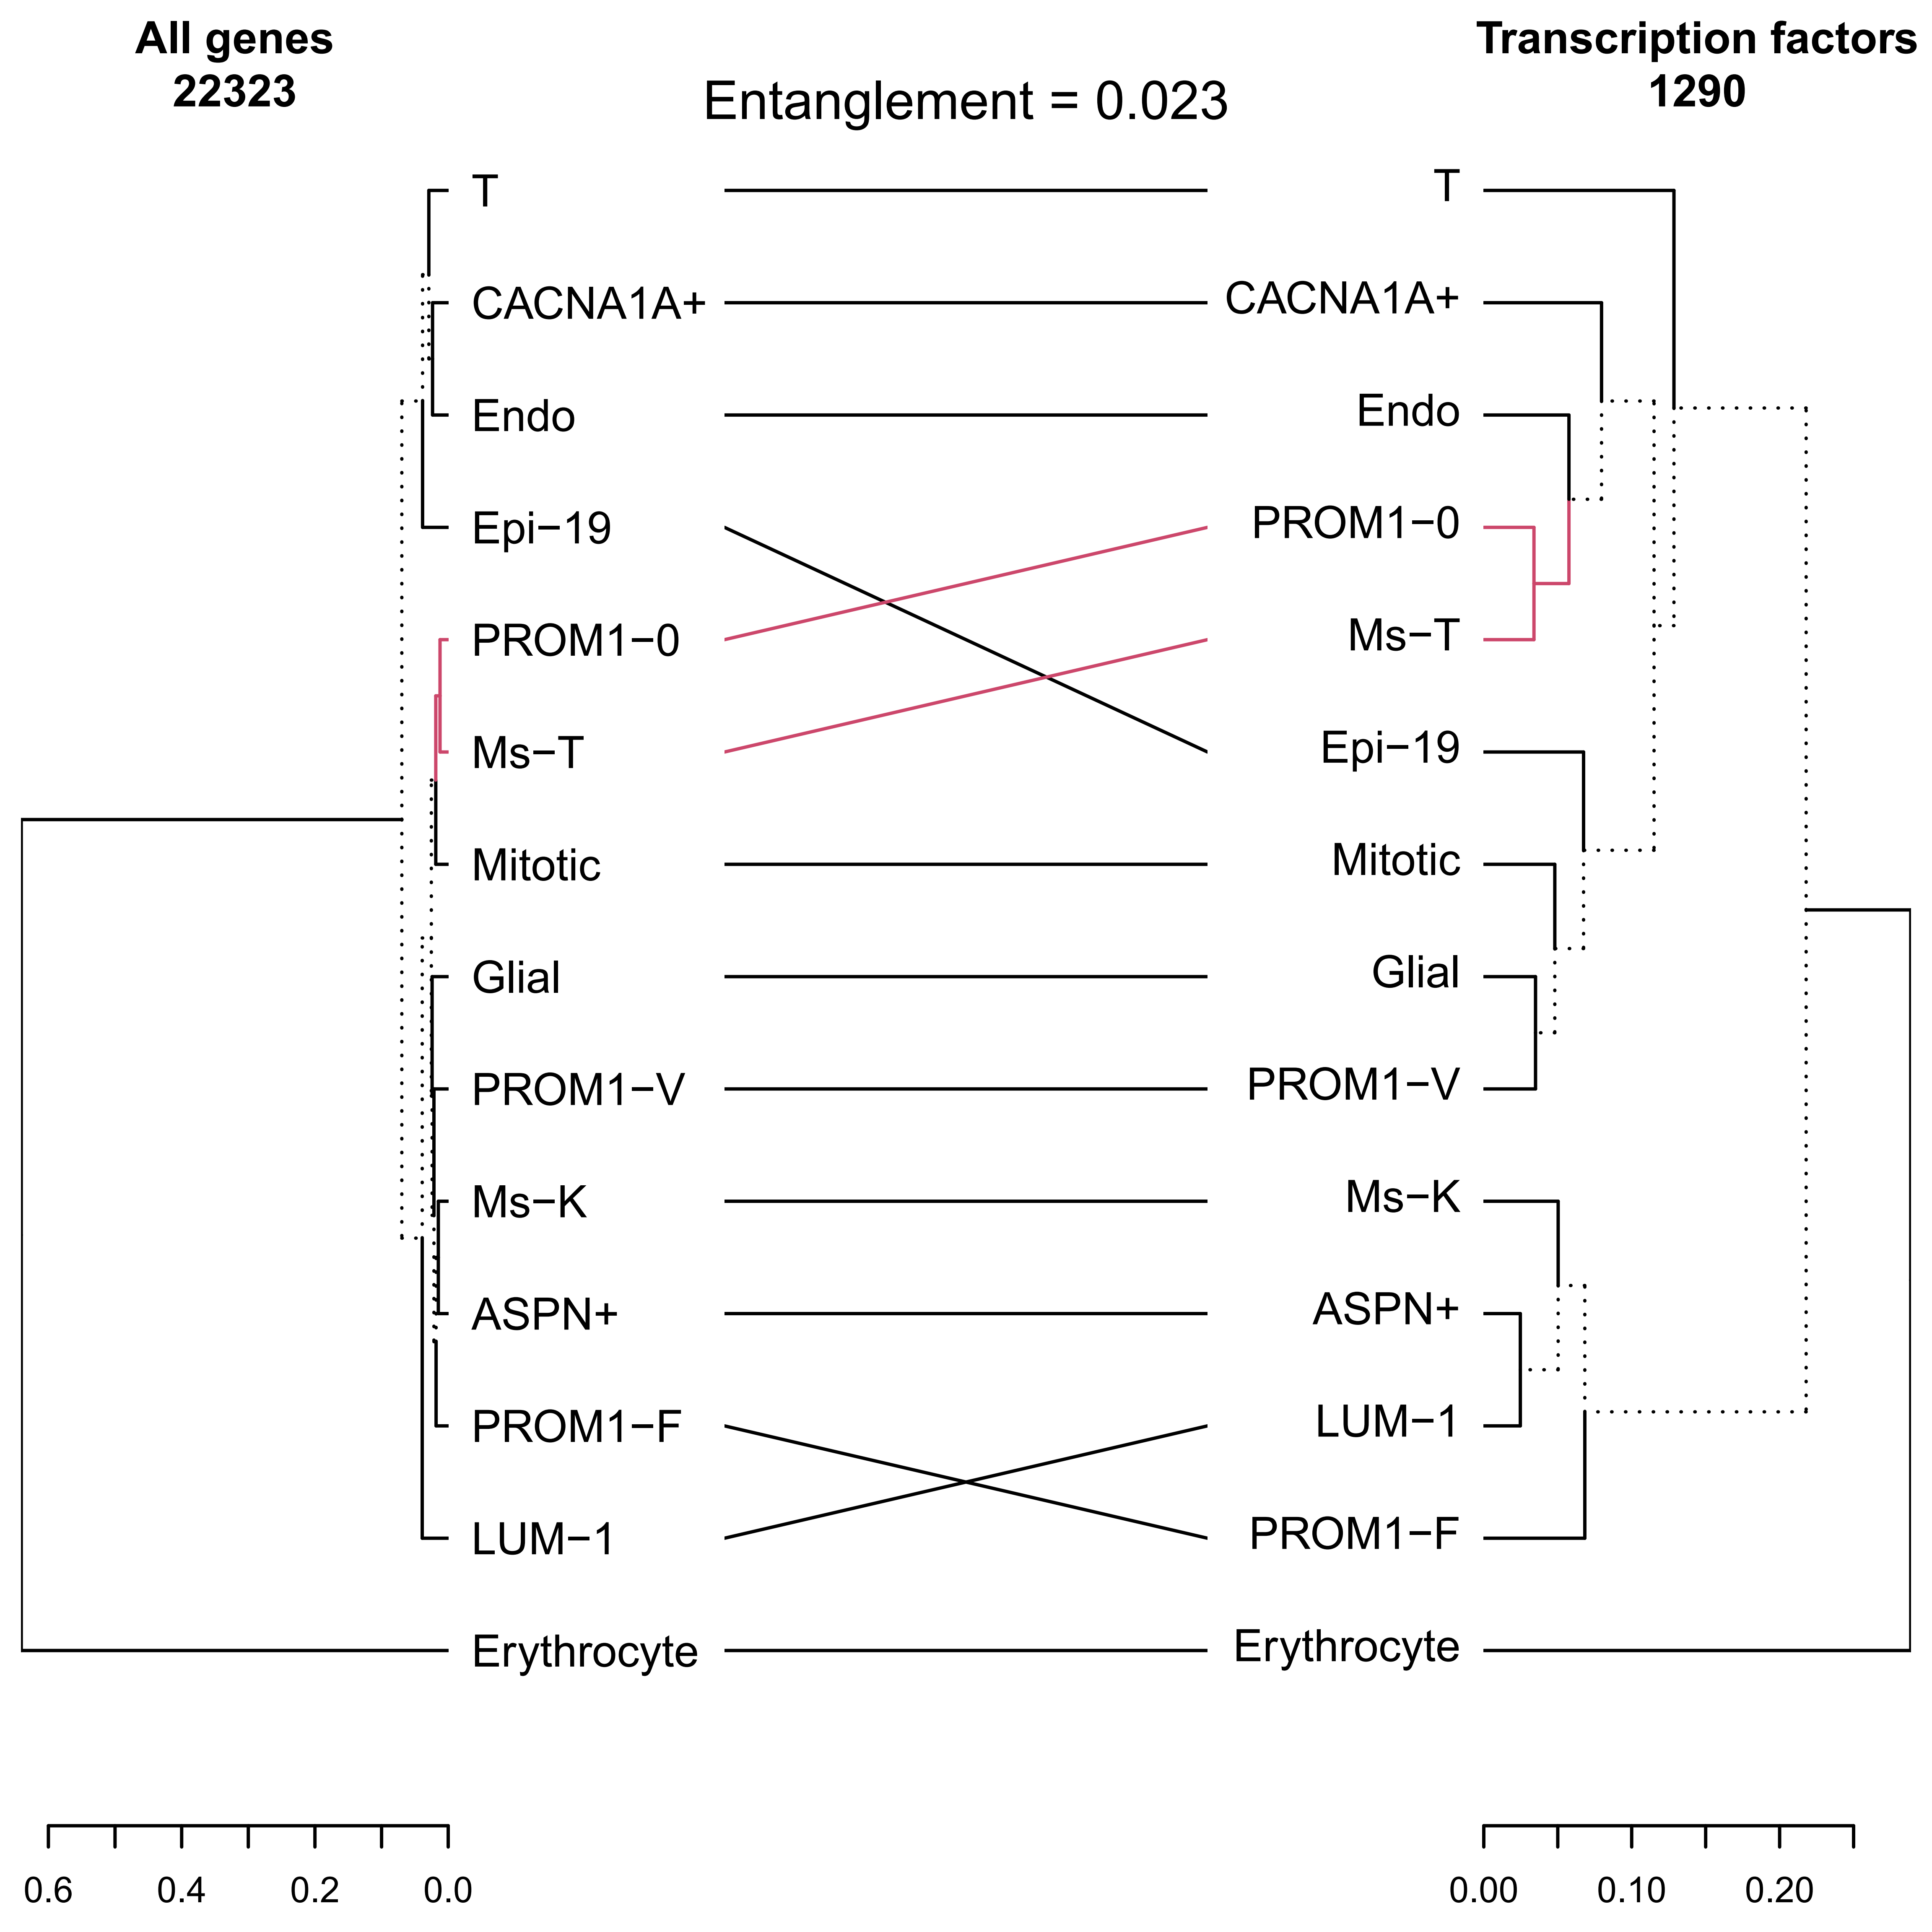 All genes
22323
Transcription factors
1290
Entanglement = 0.023
T
CACNA1A+
Endo
Epi−19
PROM1−0
Ms−T
Mitotic
Glial
PROM1−V
Ms−K
ASPN+
PROM1−F
LUM−1
Erythrocyte
T
CACNA1A+
Endo
PROM1−0
Ms−T
Epi−19
Mitotic
Glial
PROM1−V
Ms−K
ASPN+
LUM−1
PROM1−F
Erythrocyte
0.6 0.4 0.2 0.0
0.00 0.10 0.20